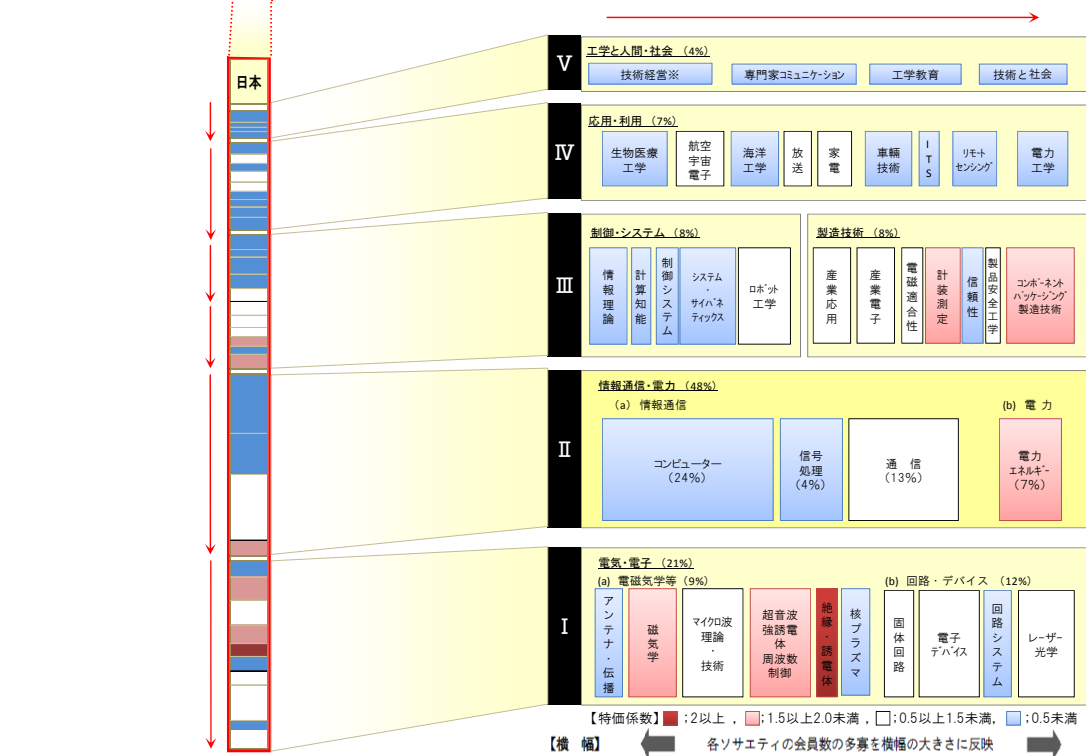 日本
Ⅴ
工学と人間・社会 （4%）
技術経営※
専門家コミュニケーション
工学教育
技術と社会
Ⅳ
応用・利用 （7%）
生物医療
工学
航空
宇宙
電子
海洋
工学
放送
家電
車輛
技術
ITS
リモート
センシング
電力
工学
Ⅲ
制御・システム （8%）
情報理論
計算知能
制御システム
システム
・
サイバネ
ティックス
ロボット
工学
製造技術 （8%）
産業応用
産業電子
電磁適合性
計装測定
信頼性
製品安全工学
コンポーネント
パッケージング
製造技術
Ⅱ
情報通信・電力 （48%）
（a） 情報通信
コンピューター
（24%）
信号
処理
（4%）
通　信
（13%）
(b) 電 力
電力
エネルギー
（7%）
Ⅰ
電気・電子 （21%）
(a) 電磁気学等（9%）
アンテナ・伝播
磁気学
マイクロ波
理論
・
技術
超音波
強誘電
体
周波数
制御
絶縁・誘電体
核プラズマ
(b) 回路・デバイス （12%）
固体回路
電子
デバイス
回路システム
レーザー
光学
【特価係数】 ；2以上 ， ；1.5以上2.0未満 ， ；0.5以上1.5未満， ；0.5未満
【横　幅】 各ソサエティの会員数の多寡を横幅の大きさに反映